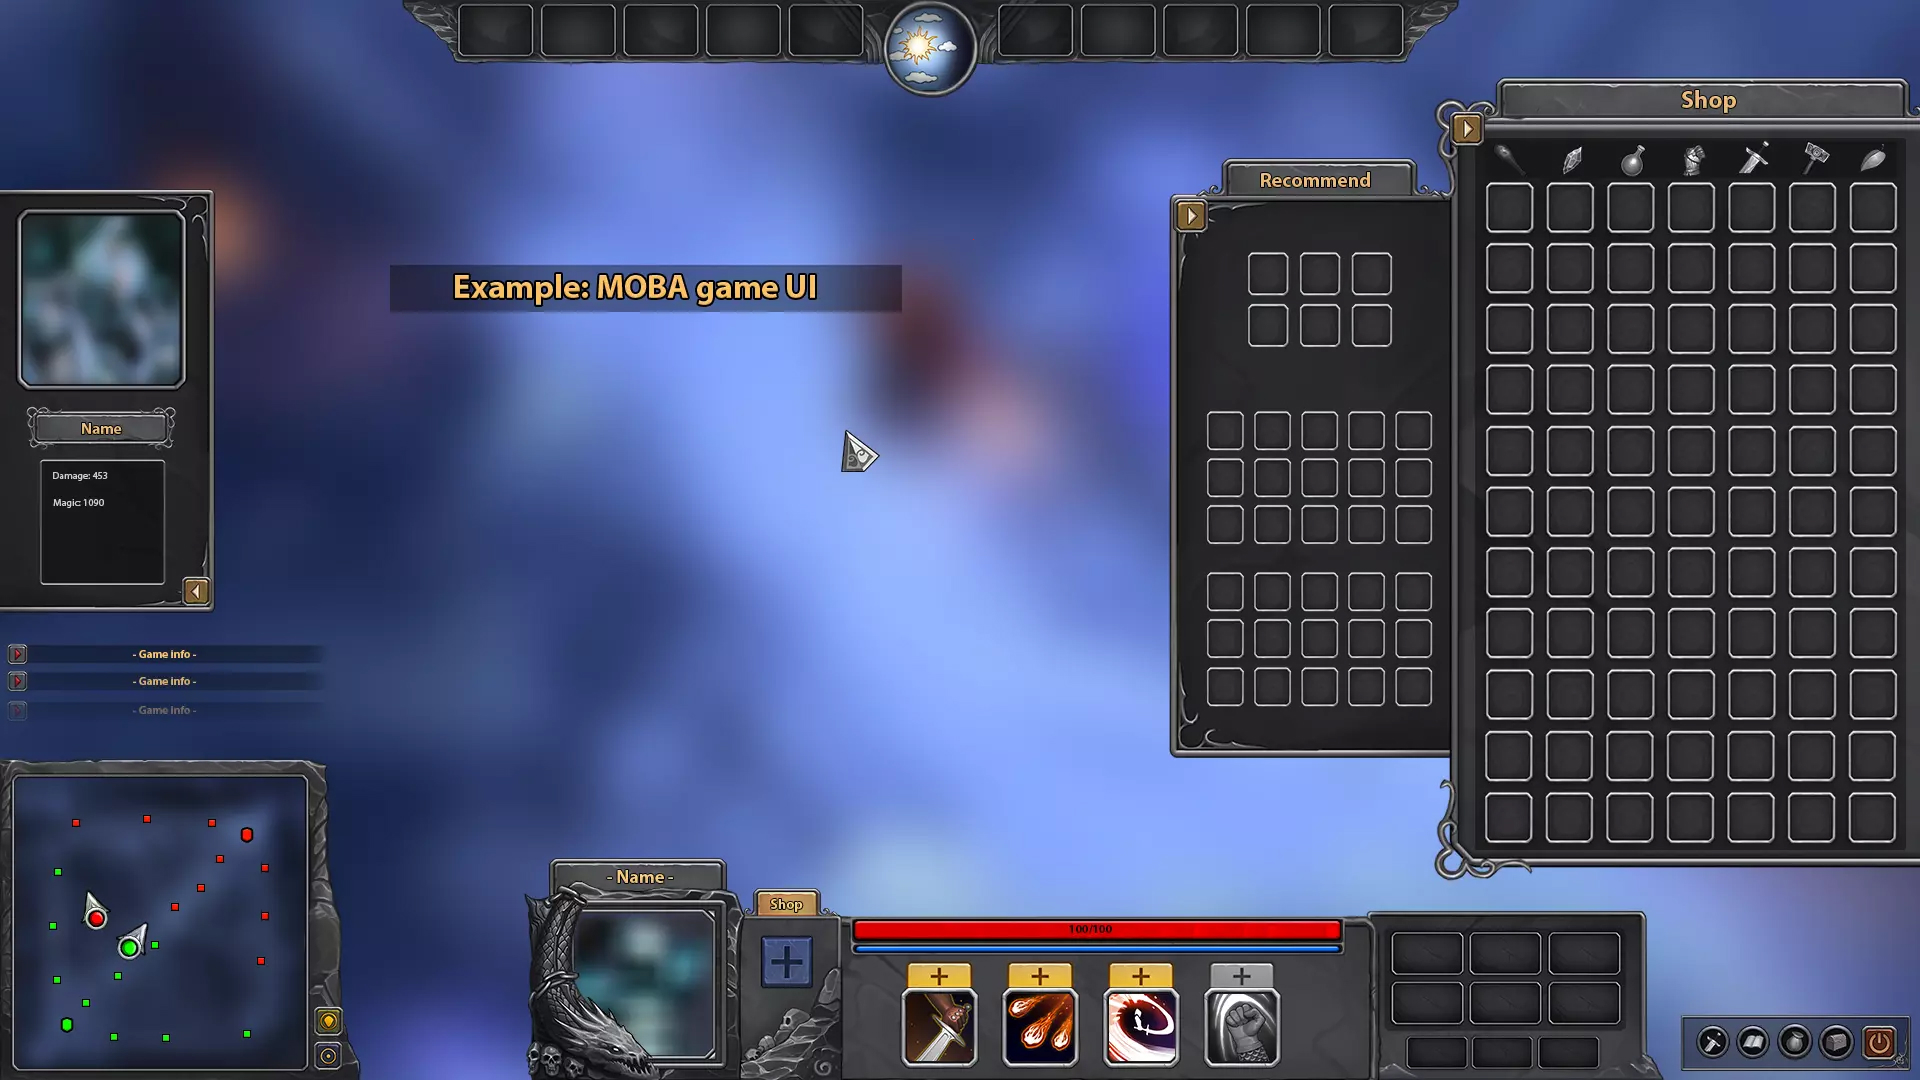 Shop
Recommend
Example: MOBA game UI
Name
Damage: 453
Magic: 1090
- Game info -
- Game info -
- Game info -
- Name -
Shop
100/100